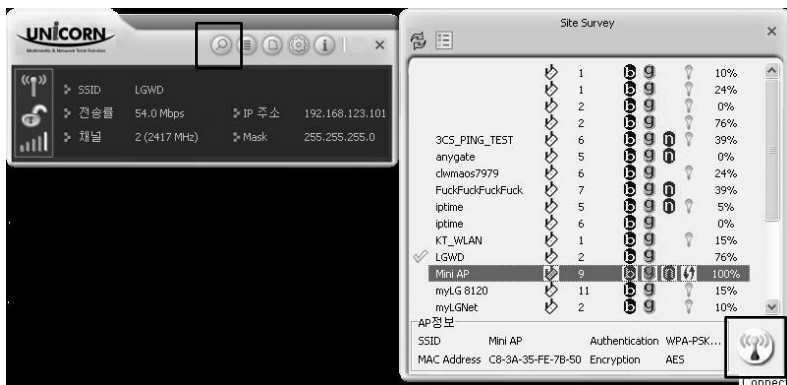 UNICORN
Multimedia & Network Total Solution
SSID LGWD
전송률 54.0 Mbps IP 주소 192.168.123.101
채널 2 (2417 MHz) Mask 255.255.255.0
Site Survey
1 b g 10%
1 b g 24%
2 b g 0%
2 b g 76%
3CS_PING_TEST 6 b g n 39%
anygate 5 b g n 0%
clwmaos7979 6 b g 24%
FuckFuckFuckFuck 7 b g n 39%
iptime 5 b g n 5%
iptime 6 b g 0%
KT_WLAN 1 b g 15%
LGWD 2 b g 76%
Mini AP 9 b g n 100%
myLG 8120 11 b g 15%
myLGNet 2 b g 10%
AP정보
SSID Mini AP Authentication WPA-PSK...
MAC Address C8-3A-35-FE-7B-50 Encryption AES
Connect